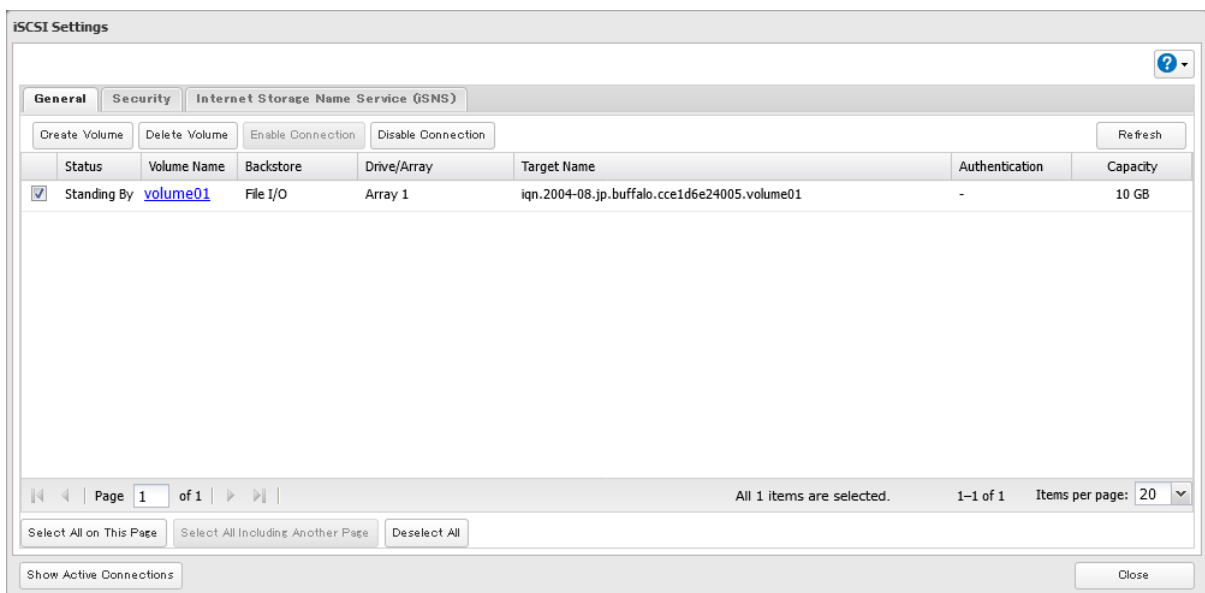 iSCSI Settings
General Security Internet Storage Name Service (iSNS)
Create Volume Delete Volume Enable Connection Disable Connection Refresh
Status Volume Name Backstore Drive/Array Target Name Authentication Capacity
Standing By volume01 File I/O Array 1 iqn.2004-08.jp.buffalo.cce1d6e24005.volume01 - 10 GB
Page 1 of 1 All 1 items are selected. 1–1 of 1 Items per page: 20
Select All on This Page Select All Including Another Page Deselect All
Show Active Connections Close